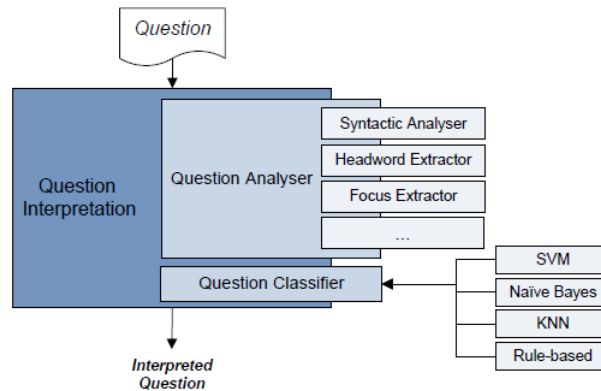 Question
Question
Interpretation
Question Analyser
Syntactic Analyser
Headword Extractor
Focus Extractor
...
Question Classifier
SVM
Naïve Bayes
KNN
Rule-based
Interpreted
Question